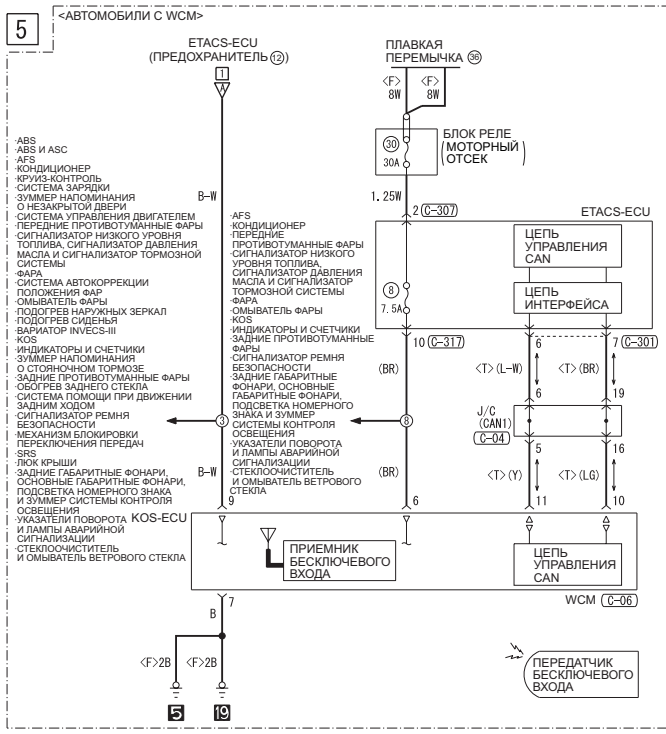 5
<АВТОМОБИЛИ С WCM>
ETACS-ECU
(ПРЕДОХРАНИТЕЛЬ⑫)
1
A
ПЛАВКАЯ
ПЕРЕМЫЧКА ㊱
<F> <F>
8W 8W
30
30A
БЛОК РЕЛЕ
(МОТОРНЫЙ
ОТСЕК)
1.25W
2 (C-307)
ETACS-ECU
ЦЕПЬ
УПРАВЛЕНИЯ
CAN
8
7.5A
ЦЕПЬ
ИНТЕРФЕЙСА
10 (C-317)
6 7 (C-301)
B-W
·ABS
·ABS И ASC
·AFS
·КОНДИЦИОНЕР
·КРУИЗ-КОНТРОЛЬ
·СИСТЕМА ЗАРЯДКИ
·ЗУММЕР НАПОМИНАНИЯ
О НЕЗАКРЫТОЙ ДВЕРИ
·СИСТЕМА УПРАВЛЕНИЯ ДВИГАТЕЛЕМ
·ПЕРЕДНИЕ ПРОТИВОТУМАННЫЕ ФАРЫ
·СИГНАЛИЗАТОР НИЗКОГО УРОВНЯ
ТОПЛИВА, СИГНАЛИЗАТОР ДАВЛЕНИЯ
МАСЛА И СИГНАЛИЗАТОР ТОРМОЗНОЙ
СИСТЕМЫ
·ФАРА
·СИСТЕМА АВТОКОРРЕКЦИИ
ПОЛОЖЕНИЯ ФАР
·ОМЫВАТЕЛЬ ФАРЫ
·ПОДОГРЕВ НАРУЖНЫХ ЗЕРКАЛ
·ПОДОГРЕВ СИДЕНЬЯ
·ВАРИАТОР INVECS-III
·KOS
·ИНДИКАТОРЫ И СЧЕТЧИКИ
·ЗУММЕР НАПОМИНАНИЯ
О СТОЯНОЧНОМ ТОРМОЗЕ
·ЗАДНИЕ ПРОТИВОТУМАННЫЕ ФАРЫ
·ОБОГРЕВ ЗАДНЕГО СТЕКЛА
·СИСТЕМА ПОМОЩИ ПРИ ДВИЖЕНИИ
ЗАДНИМ ХОДОМ
·СИГНАЛИЗАТОР РЕМНЯ
БЕЗОПАСНОСТИ
·МЕХАНИЗМ БЛОКИРОВКИ
ПЕРЕКЛЮЧЕНИЯ ПЕРЕДАЧ
·SRS
·ЛЮК КРЫШИ
·ЗАДНИЕ ГАБАРИТНЫЕ ФОНАРИ,
ОСНОВНЫЕ ГАБАРИТНЫЕ ФОНАРИ,
ПОДСВЕТКА НОМЕРНОГО ЗНАКА
И ЗУММЕР СИСТЕМЫ КОНТРОЛЯ
ОСВЕЩЕНИЯ
·УКАЗАТЕЛИ ПОВОРОТА
И ЛАМПЫ АВАРИЙНОЙ
СИГНАЛИЗАЦИИ
·СТЕКЛООЧИСТИТЕЛЬ
И ОМЫВАТЕЛЬ ВЕТРОВОГО СТЕКЛА
·AFS
·КОНДИЦИОНЕР
·ПЕРЕДНИЕ
ПРОТИВОТУМАННЫЕ ФАРЫ
·СИГНАЛИЗАТОР НИЗКОГО
УРОВНЯ ТОПЛИВА,
СИГНАЛИЗАТОР ДАВЛЕНИЯ
МАСЛА И СИГНАЛИЗАТОР
ТОРМОЗНОЙ СИСТЕМЫ
·ФАРА
·ОМЫВАТЕЛЬ ФАРЫ
·KOS
·ИНДИКАТОРЫ И СЧЕТЧИКИ
·ЗАДНИЕ ПРОТИВОТУМАННЫЕ
ФАРЫ
·СИГНАЛИЗАТОР РЕМНЯ
БЕЗОПАСНОСТИ
·ЗАДНИЕ ГАБАРИТНЫЕ
ФОНАРИ, ОСНОВНЫЕ
ГАБАРИТНЫЕ ФОНАРИ,
ПОДСВЕТКА НОМЕРНОГО
ЗНАКА И ЗУММЕР
СИСТЕМЫ КОНТРОЛЯ
ОСВЕЩЕНИЯ
·УКАЗАТЕЛИ ПОВОРОТА
И ЛАМПЫ АВАРИЙНОЙ
СИГНАЛИЗАЦИИ
·СТЕКЛООЧИСТИТЕЛЬ
И ОМЫВАТЕЛЬ ВЕТРОВОГО
СТЕКЛА
(BR)
<T>(L-W) <T>(BR)
6 19
J/C
(CAN1)
(C-04)
3
8
5 16
B-W
(BR)
<T>(Y) <T>(LG)
9 6 11 10
KOS-ECU
ПРИЕМНИК
БЕСКЛЮЧЕВОГО
ВХОДА
ЦЕПЬ
УПРАВЛЕНИЯ
CAN
WCM (C-06)
7
B
<F>2B <F>2B
5 19
ПЕРЕДАТЧИК
БЕСКЛЮЧЕВОГО
ВХОДА